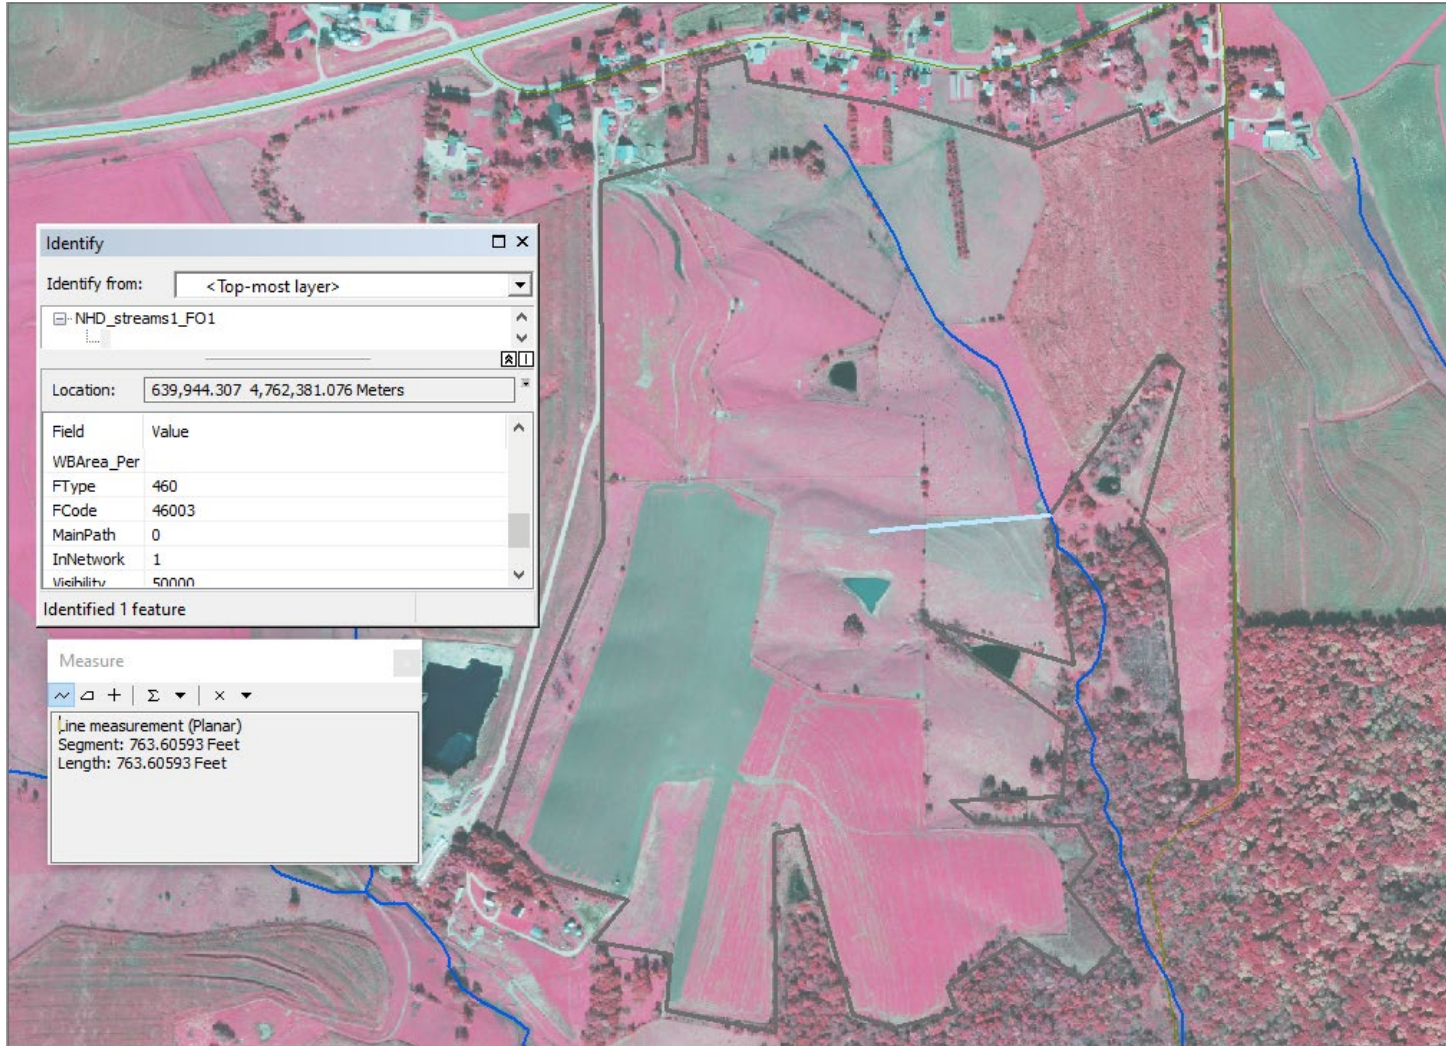 Identify
Identify from: <Top-most layer>
NHD_streams1_FO1
Location: 639,944.307 4,762,381.076 Meters
Field Value
WBArea_Per
FType 460
FCode 46003
MainPath 0
InNetwork 1
Visibility 50000
Identified 1 feature
Measure
Line measurement (Planar)
Segment: 763.60593 Feet
Length: 763.60593 Feet